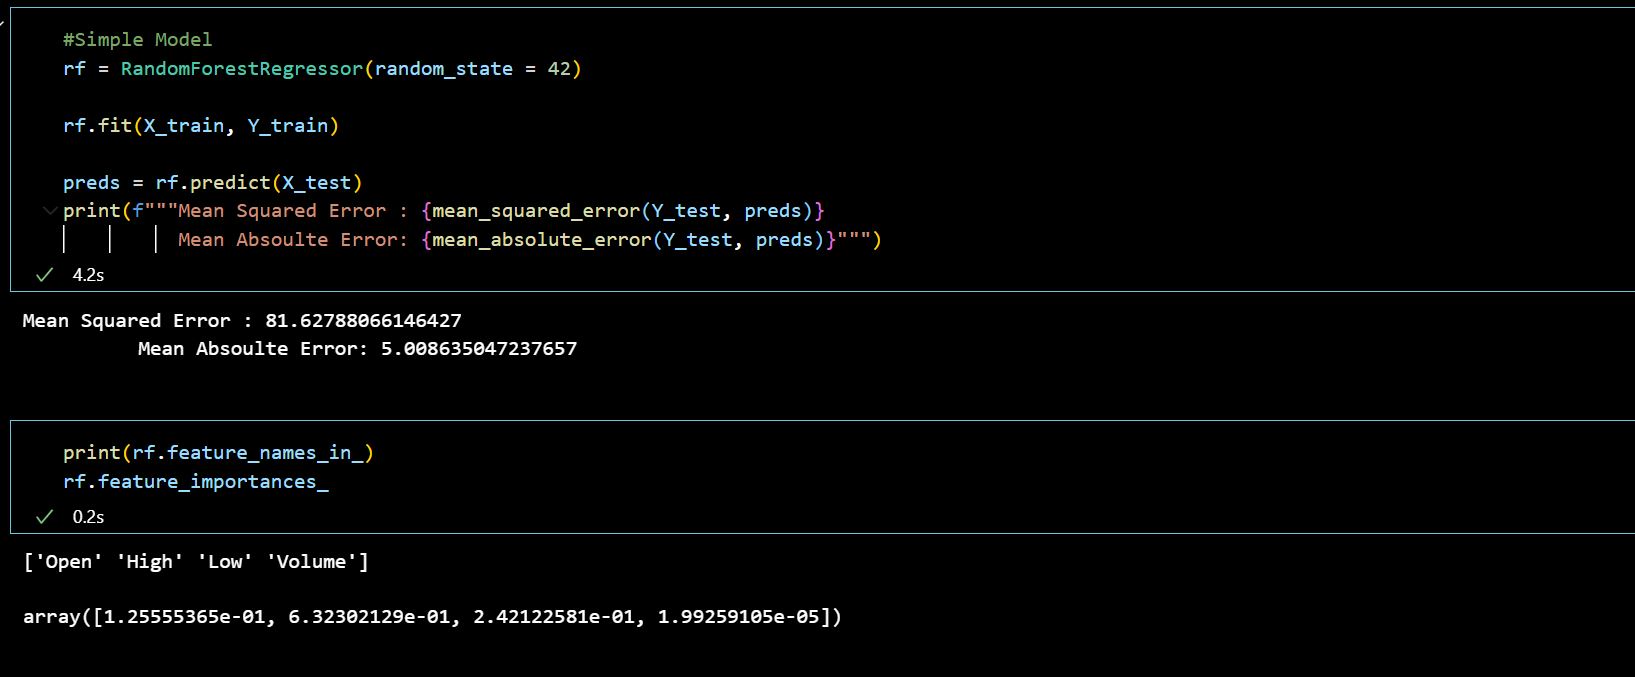 #Simple Model
rf = RandomForestRegressor(random_state = 42)
rf.fit(X_train, Y_train)
preds = rf.predict(X_test)
print(f"""Mean Squared Error : {mean_squared_error(Y_test, preds)}
Mean Absoulte Error: {mean_absolute_error(Y_test, preds)}""")
4.2s
Mean Squared Error : 81.62788066146427
Mean Absoulte Error: 5.008635047237657
print(rf.feature_names_in_)
rf.feature_importances_
0.2s
['Open' 'High' 'Low' 'Volume']
array([1.25555365e-01, 6.32302129e-01, 2.42122581e-01, 1.99259105e-05])